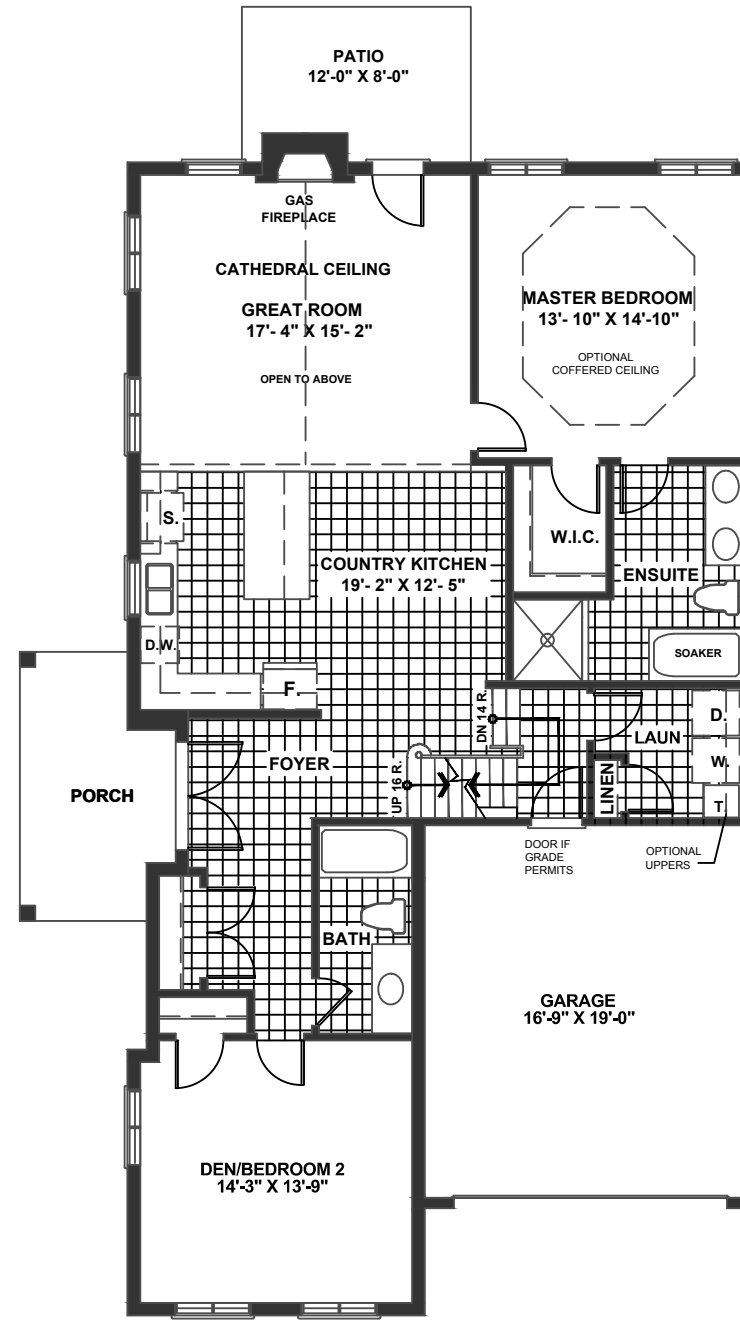 PATIO
12'-0" X 8'-0"
GAS
FIREPLACE
CATHEDRAL CEILING
GREAT ROOM
17'- 4" X 15'- 2"
OPEN TO ABOVE
MASTER BEDROOM
13'- 10" X 14'-10"
OPTIONAL
COFFERED CEILING
S.
W.I.C.
COUNTRY KITCHEN
19'- 2" X 12'- 5"
ENSUITE
D.W.
SOAKER
F.
DN 14 R.
D.
LAUN
FOYER
W.
UP 16 R.
LINEN
PORCH
T.
DOOR IF
GRADE
PERMITS
OPTIONAL
UPPERS
BATH
GARAGE
16'-9" X 19'-0"
DEN/BEDROOM 2
14'-3" X 13'-9"